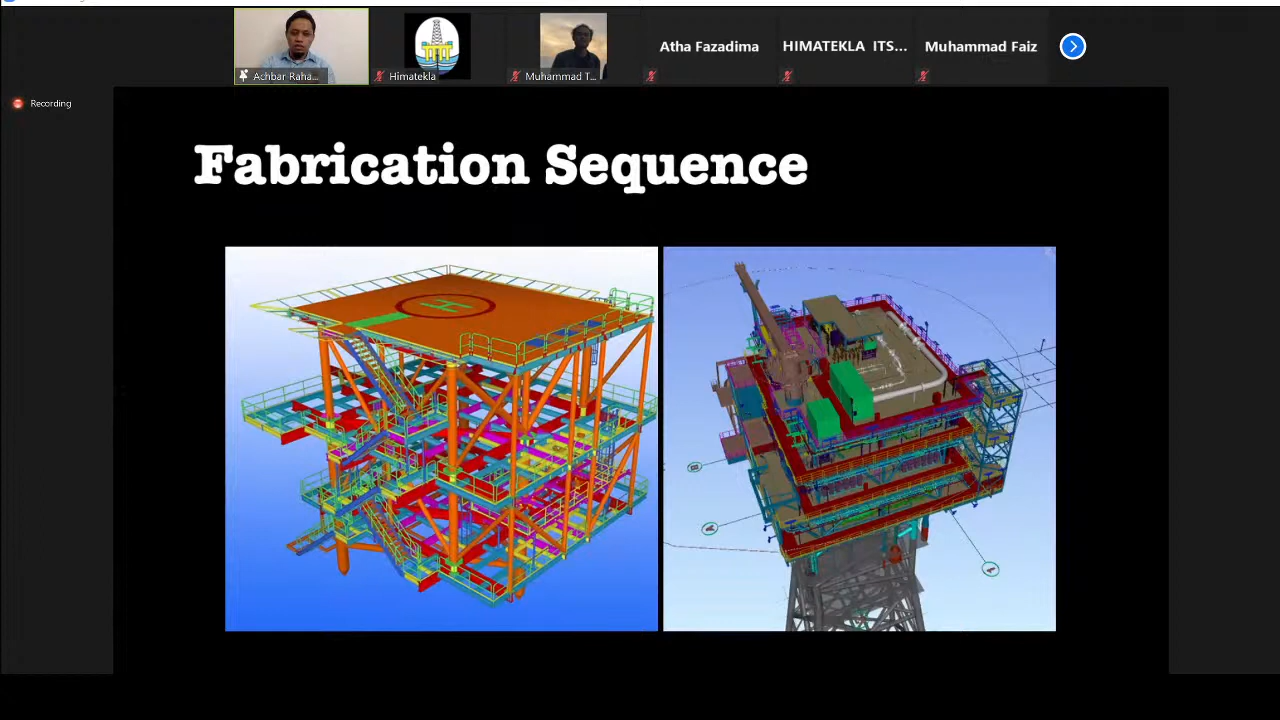 Achbar Raha...
Himatekla
Muhammad T...
Atha Fazadima
HIMATEKLA ITS...
Muhammad Faiz
Recording
Fabrication Sequence
H